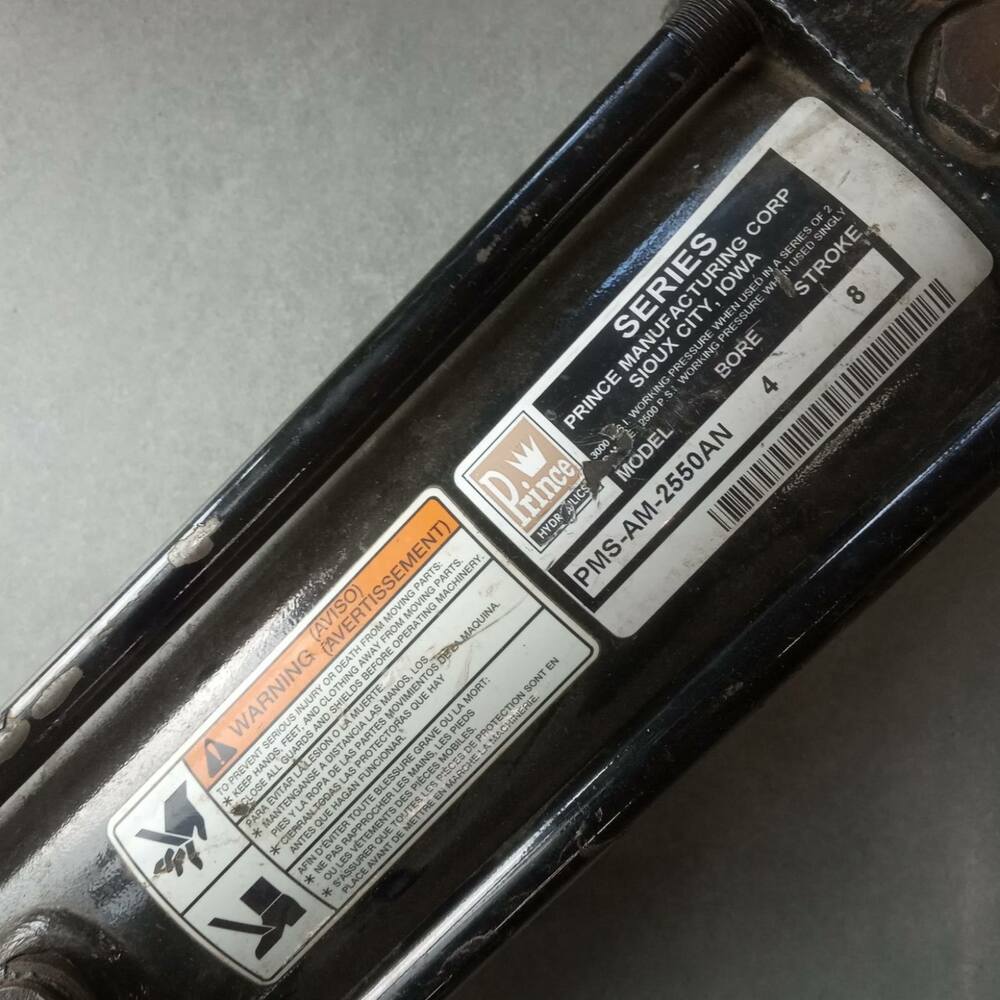 SERIES
PRINCE MANUFACTURING CORP
SIOUX CITY, IOWA
3000 P.S.I. WORKING PRESSURE WHEN USED IN A SERIES OF 2
2500 P.S.I. WORKING PRESSURE WHEN USED SINGLY
MODEL BORE STROKE
PMS-AM-2550AN 4 8
Prince
HYDRAULICS
WARNING (AVISO)
(AVERTISSEMENT)
TO PREVENT SERIOUS INJURY OR DEATH FROM MOVING PARTS:
* KEEP HANDS, FEET, AND CLOTHING AWAY FROM MOVING PARTS.
CLOSE ALL GUARDS AND SHIELDS BEFORE OPERATING MACHINERY.
PARA EVITAR LA LESION O LA MUERTE:
* MANTENGANSE A DISTANCIA LAS MANOS, LOS
PIES Y LA ROPA DE LAS PARTES MOVIMIENTOS DE LA MAQUINA.
* CIERRAN TODAS LAS PROTECTORIAS QUE HAY
ANTES QUE HAGAN FUNCIONAR.
AFIN D'ÉVITER TOUTE BLESSURE GRAVE OU LA MORT:
* NE PAS RAPPROCHER LES MAINS, LES PIEDS
OU LES VÊTEMENTS DES PIÈCES MOBILES.
* S'ASSURER QUE TOUTES LES PIÈCES DE PROTECTION SONT EN
PLACE AVANT DE METTRE EN MARCHE LA MACHINERIE.